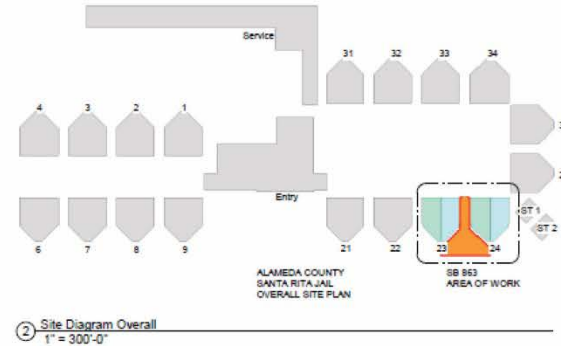 Service
31 32 33 34
4 3 2 1
3
2
Entry
ST 1
ST 2
6 7 8 9
21 22 23 24
ALAMEDA COUNTY
SANTA RITA JAIL
OVERALL SITE PLAN
SB 863
AREA OF WORK
2 Site Diagram Overall
1" = 300'-0"